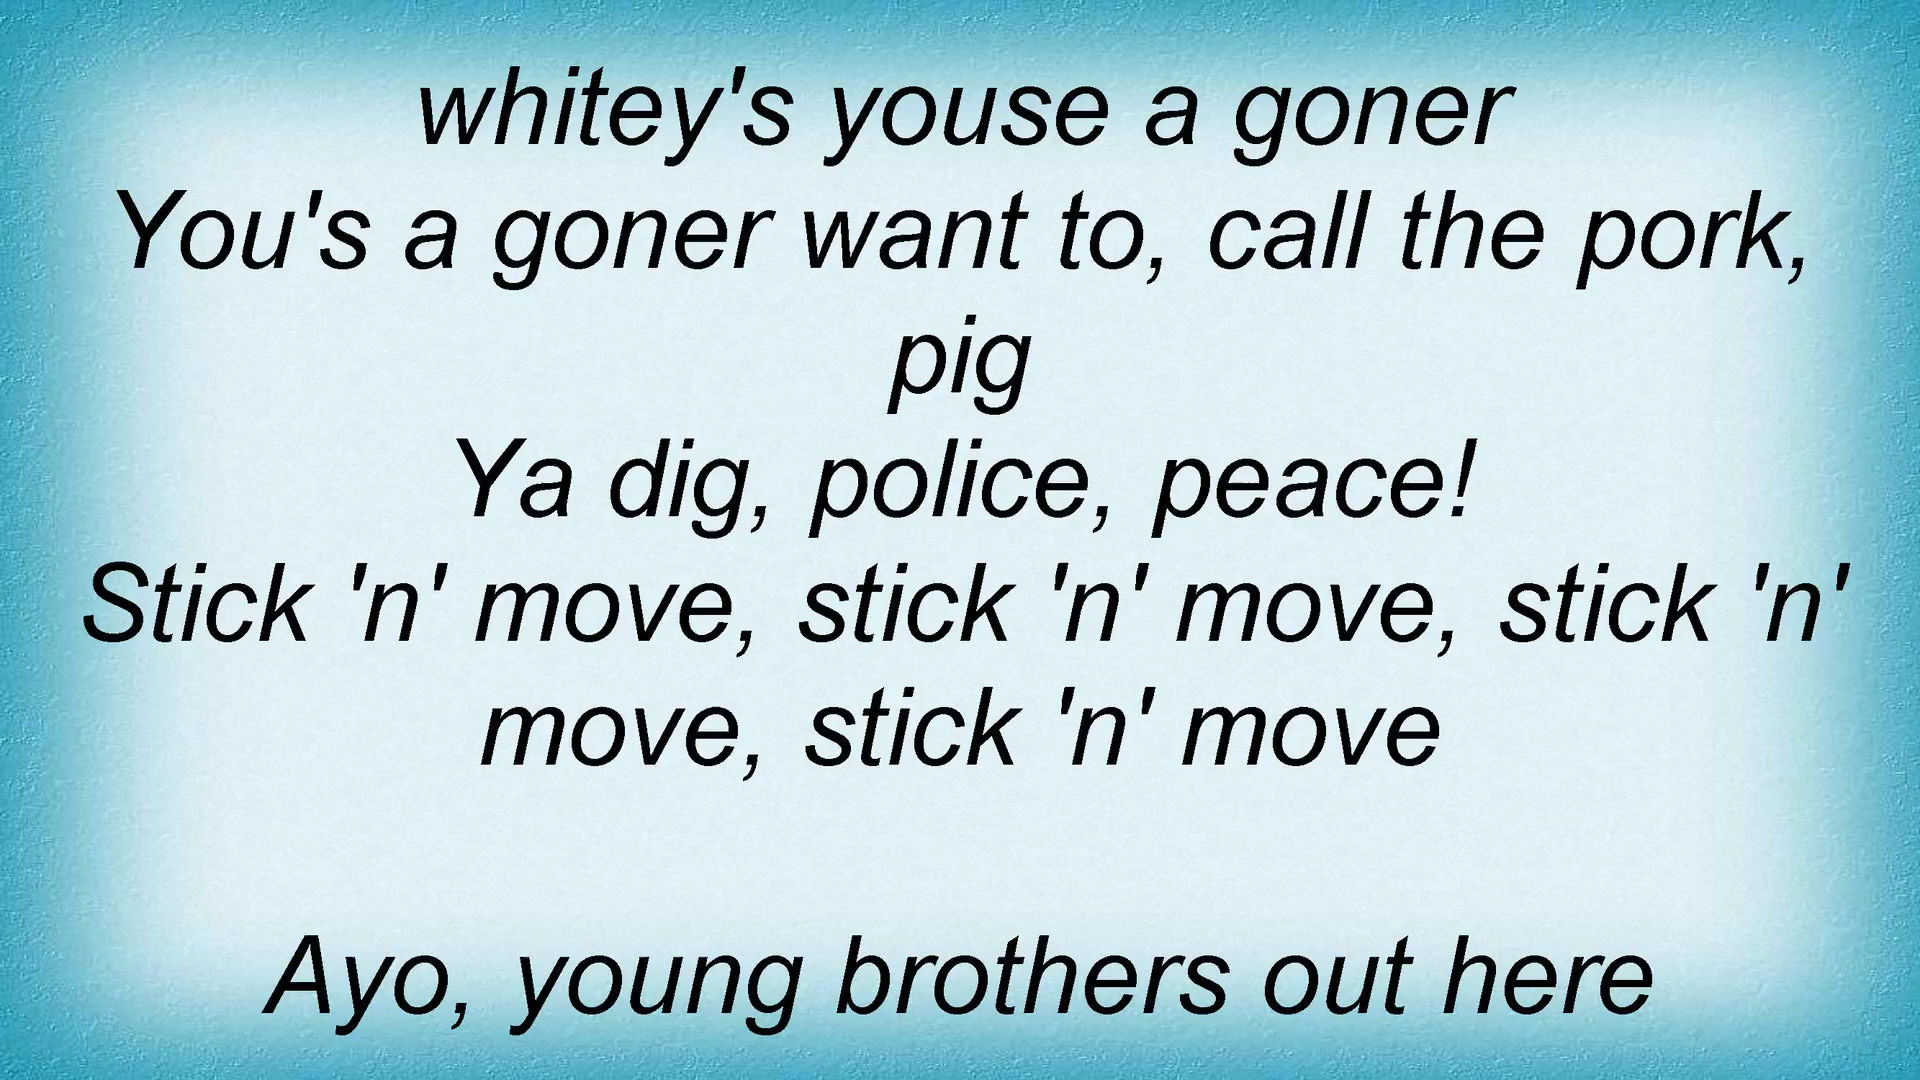 whitey's youse a goner
You's a goner want to, call the pork,
pig
Ya dig, police, peace!
Stick 'n' move, stick 'n' move, stick 'n'
move, stick 'n' move
Ayo, young brothers out here